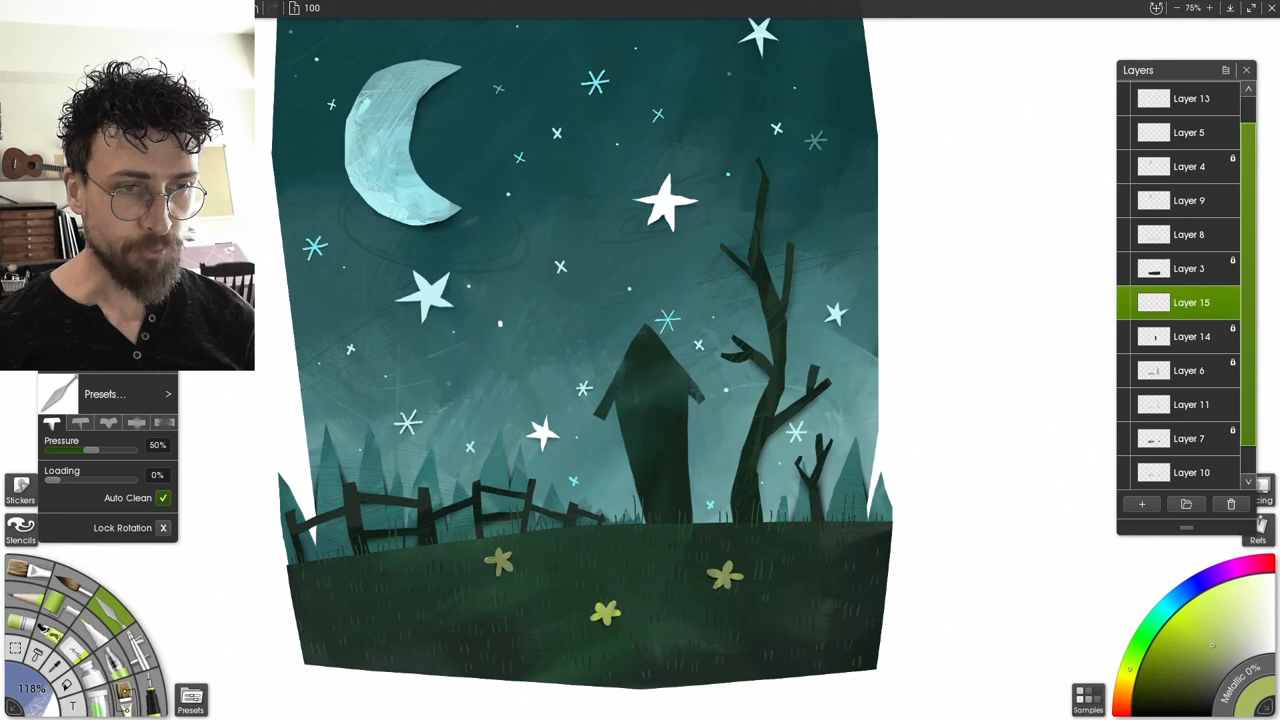 100
75%
Layers
Layer 13
Layer 5
Layer 4
Layer 9
Layer 8
Layer 3
Layer 15
Layer 14
Layer 6
Layer 11
Layer 7
Layer 10
Presets...
Pressure
50%
Loading
0%
Auto Clean
Lock Rotation X
Stickers
Stencils
cing
Refs
118%
T
Presets
Samples
Metallic 0%